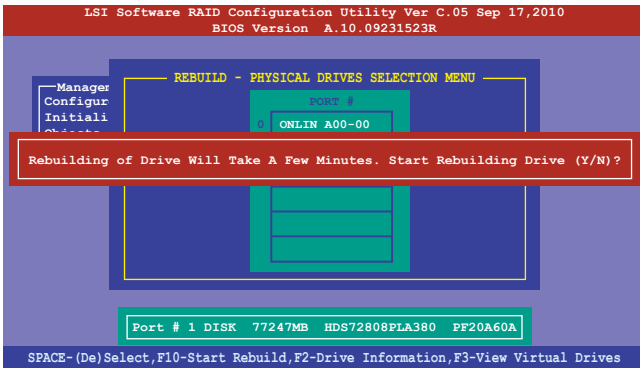 LSI Software RAID Configuration Utility Ver C.05 Sep 17,2010
BIOS Version A.10.09231523R
Managem
Configur
Initiali
REBUILD - PHYSICAL DRIVES SELECTION MENU
PORT #
0 ONLIN A00-00
Rebuilding of Drive Will Take A Few Minutes. Start Rebuilding Drive (Y/N)?
Port # 1 DISK 77247MB HDS72808PLA380 PF20A60A
SPACE-(De)Select,F10-Start Rebuild,F2-Drive Information,F3-View Virtual Drives